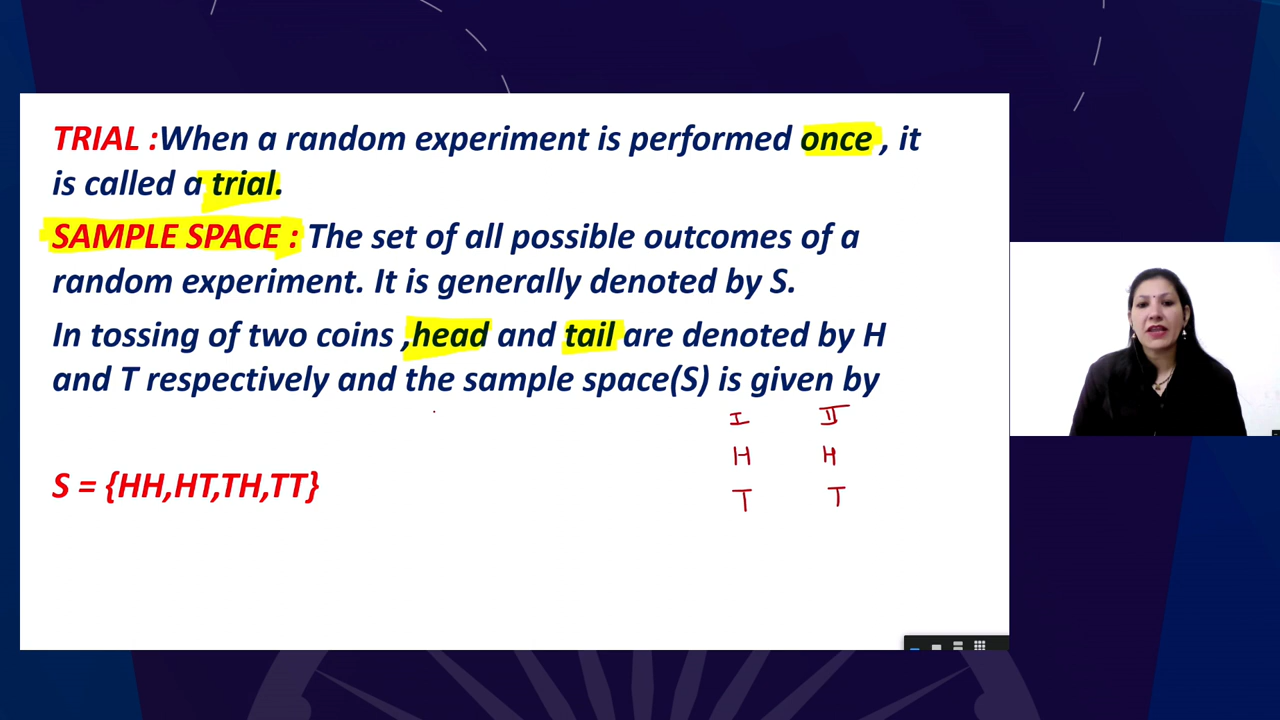 TRIAL :When a random experiment is performed once , it
is called a trial.
SAMPLE SPACE : The set of all possible outcomes of a
random experiment. It is generally denoted by S.
In tossing of two coins ,head and tail are denoted by H
and T respectively and the sample space(S) is given by
I II
H H
S = {HH,HT,TH,TT}
T T